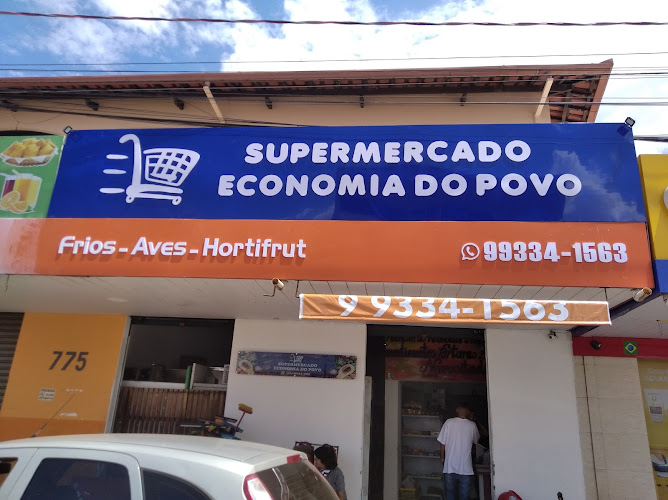 SUPERMERCADO
ECONOMIA DO POVO
Frios - Aves - Hortifrut
99334-1563
9 9334-1563
775
SUPERMERCADO
ECONOMIA DO POVO